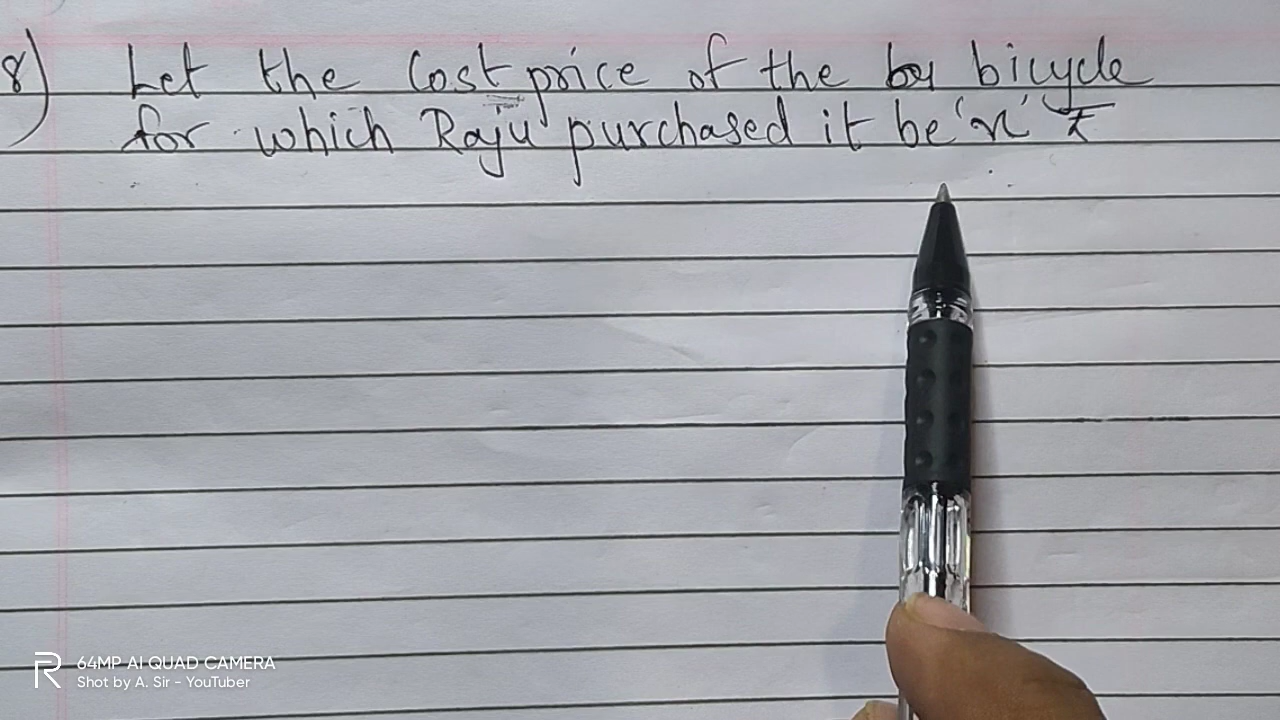 8) Let the Cost price of the bicycle
for which Raju purchased it be 'x' ₹
64MP AI QUAD CAMERA
Shot by A. Sir - YouTuber